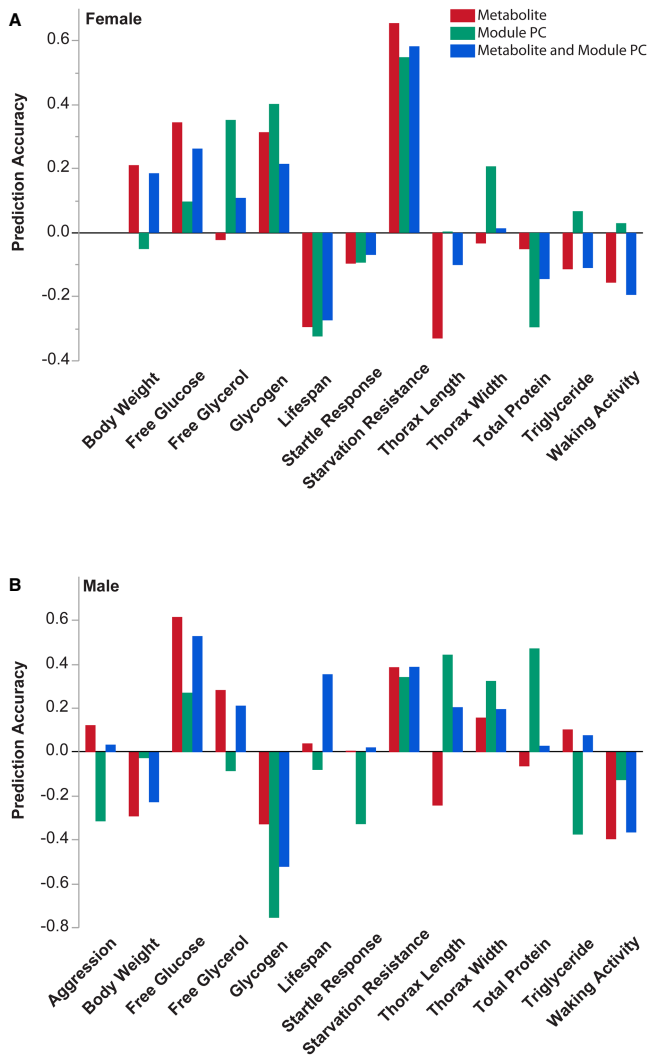 A
Female
Metabolite
Module PC
Metabolite and Module PC
Prediction Accuracy
0.6
0.4
0.2
0.0
-0.2
-0.4
Body Weight
Free Glucose
Free Glycerol
Glycogen
Lifespan
Startle Response
Starvation Resistance
Thorax Length
Thorax Width
Total Protein
Triglyceride
Waking Activity
B
Male
Prediction Accuracy
0.6
0.4
0.2
0.0
-0.2
-0.4
-0.6
-0.8
Aggression
Body Weight
Free Glucose
Free Glycerol
Glycogen
Lifespan
Startle Response
Starvation Resistance
Thorax Length
Thorax Width
Total Protein
Triglyceride
Waking Activity